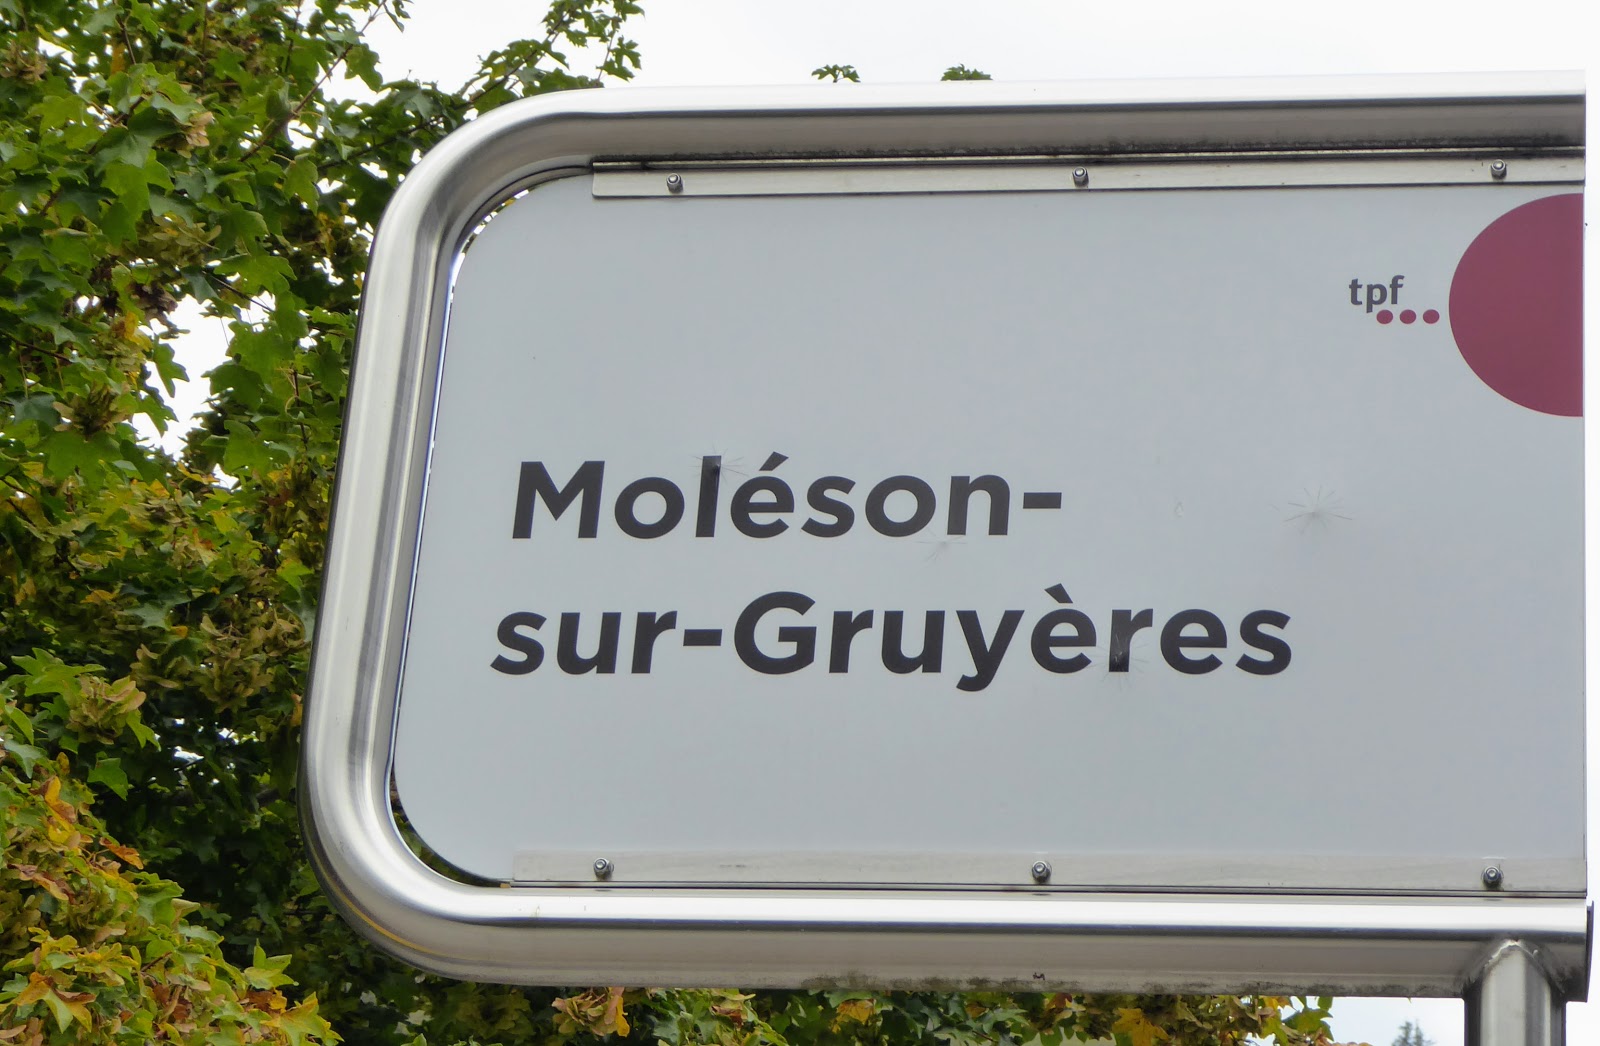 tpf
Moléson-
sur-Gruyères